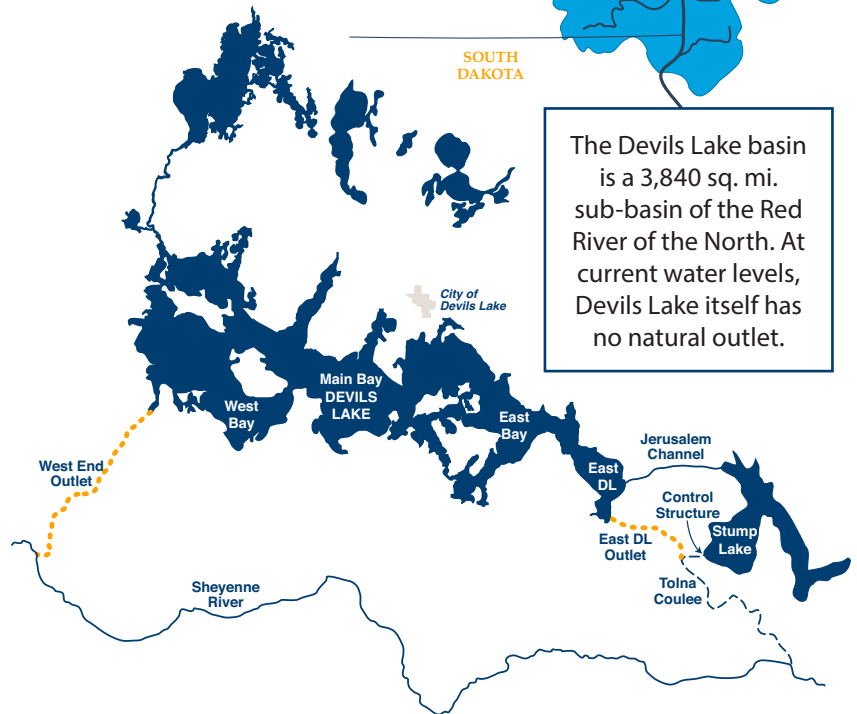 SOUTH
DAKOTA
The Devils Lake basin
is a 3,840 sq. mi.
sub-basin of the Red
River of the North. At
current water levels,
Devils Lake itself has
no natural outlet.
City of
Devils Lake
Main Bay
DEVILS
LAKE
West
Bay
East
Bay
Jerusalem
Channel
West End
Outlet
East
DL
Control
Structure
Stump
Lake
East DL
Outlet
Tolna
Coulee
Sheyenne
River